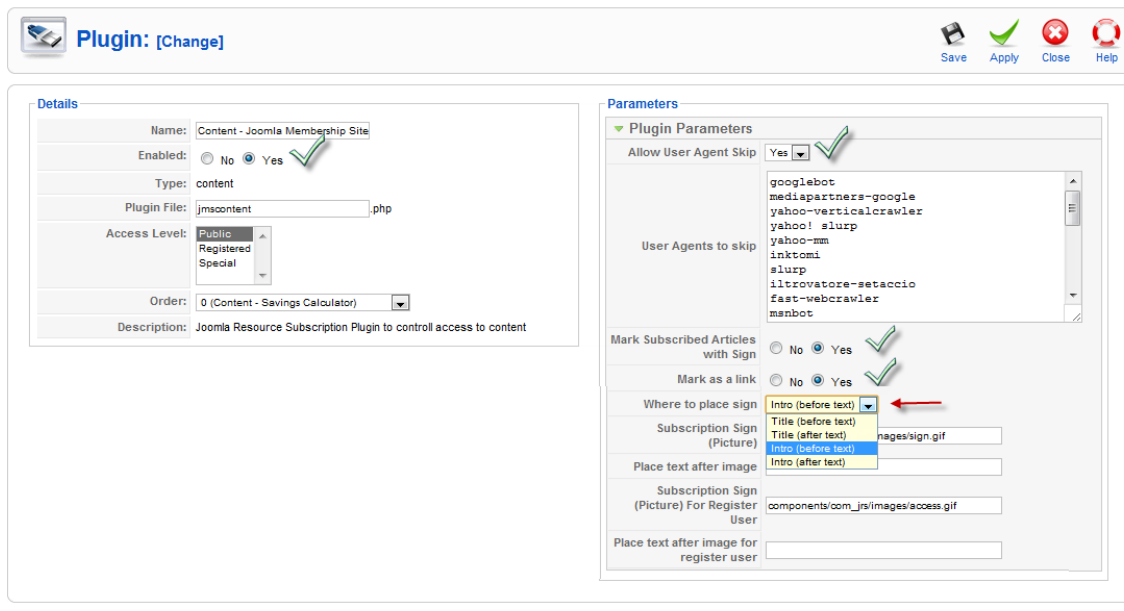 Plugin: [Change]
Save Apply Close Help
Details
Name: Content - Joomla Membership Site
Enabled: No Yes
Type: content
Plugin File: jmscontent .php
Access Level: Public
Registered
Special
Order: 0 (Content - Savings Calculator)
Description: Joomla Resource Subscription Plugin to controll access to content
Parameters
Plugin Parameters
Allow User Agent Skip Yes
User Agents to skip
googlebot
mediapartners-google
yahoo-verticalcrawler
yahoo! slurp
yahoo-mm
inktomi
slurp
iltrovatore-setaccio
fast-webcrawler
msnbot
Mark Subscribed Articles
with Sign
No Yes
Mark as a link No Yes
Where to place sign Intro (before text)
Title (before text)
Title (after text)
Intro (before text)
Intro (after text)
Subscription Sign
(Picture)
nages/sign.gif
Place text after image
Subscription Sign
(Picture) For Register
User
components/com_jrs/images/access.gif
Place text after image for
register user